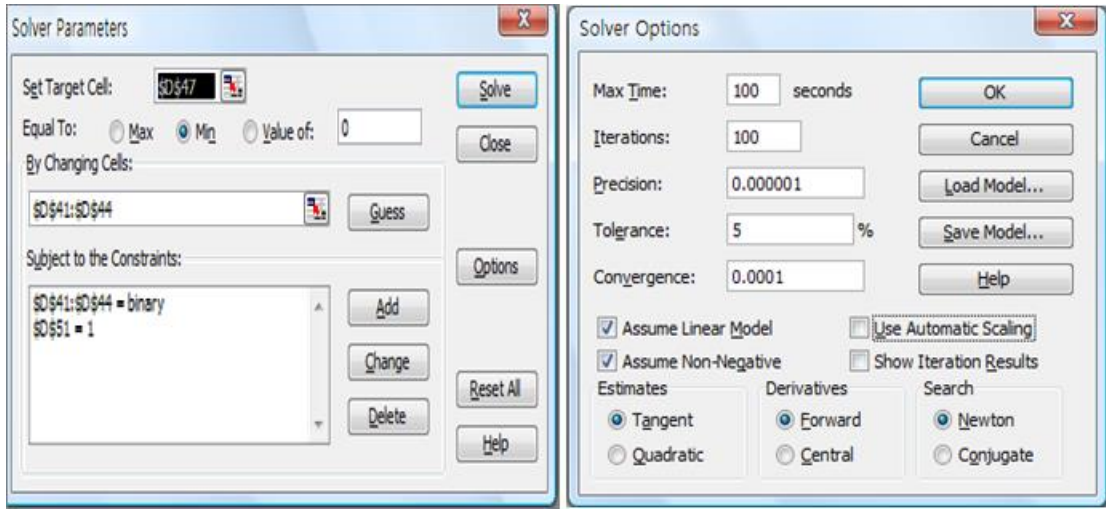 Solver Parameters
Set Target Cell: $D$47 Solve
Equal To: Max Min Value of: 0 Close
By Changing Cells:
$D$41:$D$44 Guess
Subject to the Constraints: Options
$D$41:$D$44 = binary Add
$D$51 = 1
Change
Reset All
Delete
Help
Solver Options
Max Time: 100 seconds OK
Iterations: 100 Cancel
Precision: 0.000001 Load Model...
Tolerance: 5 % Save Model...
Convergence: 0.0001 Help
Assume Linear Model Use Automatic Scaling
Assume Non-Negative Show Iteration Results
Estimates Derivatives Search
Tangent Forward Newton
Quadratic Central Conjugate